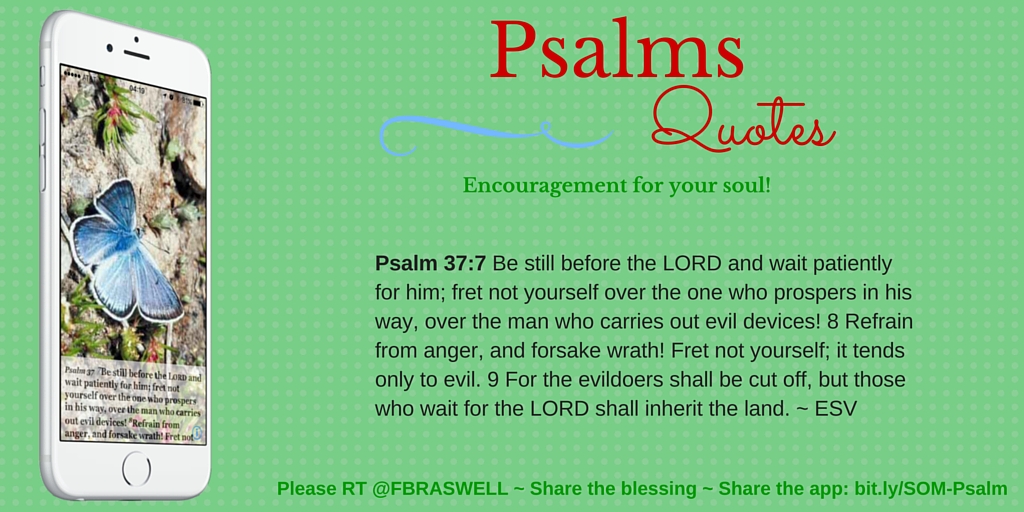 Psalms
Quotes
Encouragement for your soul!
Psalm 37:7 Be still before the LORD and wait patiently
for him; fret not yourself over the one who prospers in his
way, over the man who carries out evil devices! 8 Refrain
from anger, and forsake wrath! Fret not yourself; it tends
only to evil. 9 For the evildoers shall be cut off, but those
who wait for the LORD shall inherit the land. ~ ESV
Please RT @FBRASWELL ~ Share the blessing ~ Share the app: bit.ly/SOM-Psalm
04:19
Psalm 37 ⁷Be still before the LORD and
wait patiently for him; fret not
yourself over the one who prospers
in his way, over the man who carries
out evil devices! ⁸Refrain from
anger, and forsake wrath! Fret not